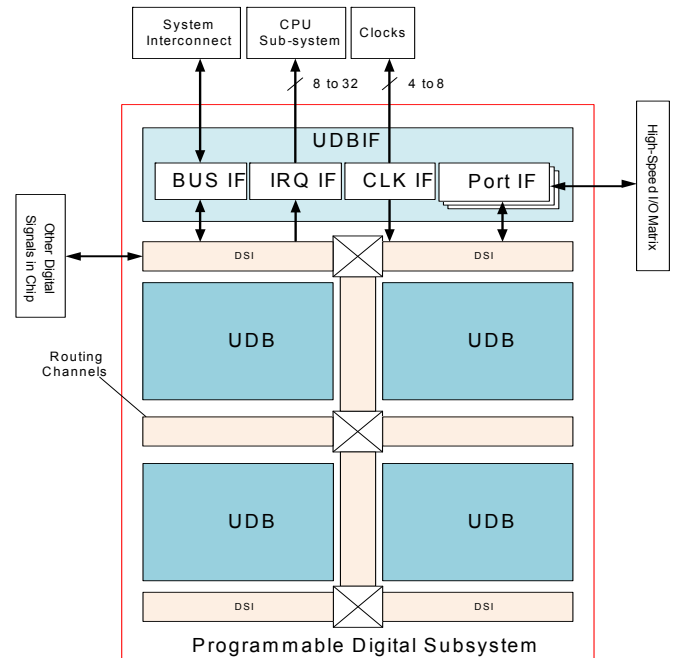 System
Interconnect
CPU
Sub-system
Clocks
8 to 32
4 to 8
UDBIF
BUS IF
IRQ IF
CLK IF
Port IF
High-Speed I/O Matrix
Other Digital
Signals in Chip
DSI
DSI
UDB
UDB
Routing
Channels
UDB
UDB
DSI
DSI
Programmable Digital Subsystem